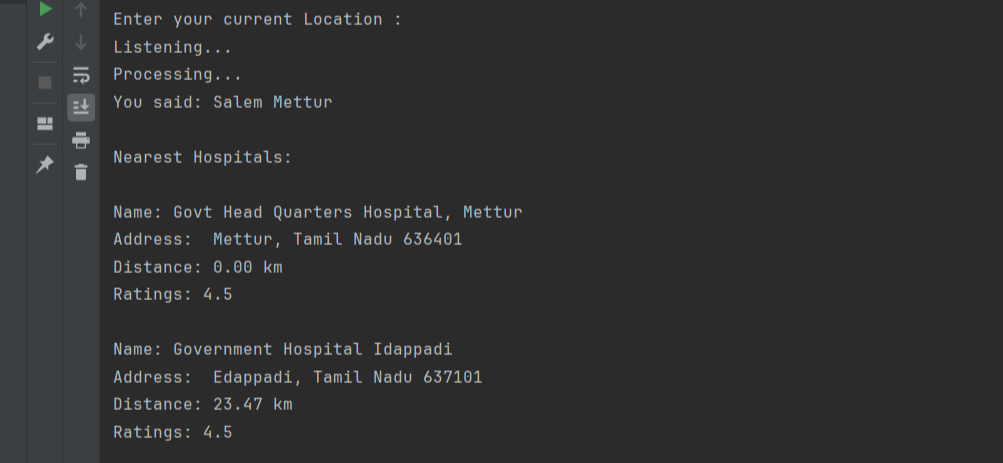 Enter your current Location :
Listening...
Processing...
You said: Salem Mettur
Nearest Hospitals:
Name: Govt Head Quarters Hospital, Mettur
Address:  Mettur, Tamil Nadu 636401
Distance: 0.00 km
Ratings: 4.5
Name: Government Hospital Idappadi
Address:  Edappadi, Tamil Nadu 637101
Distance: 23.47 km
Ratings: 4.5